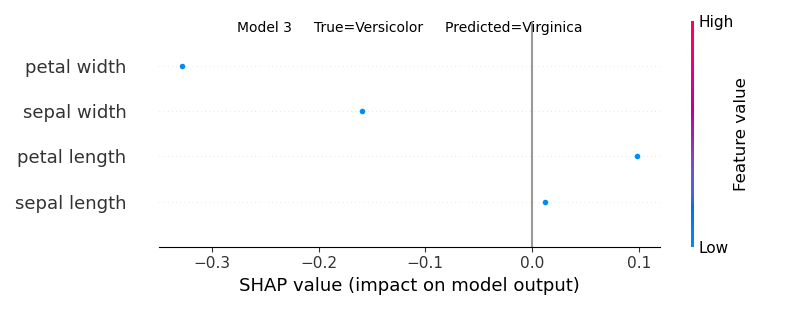 Model 3 True=Versicolor Predicted=Virginica
High
petal width
sepal width
petal length
sepal length
Feature value
Low
−0.3 −0.2 −0.1 0.0 0.1
SHAP value (impact on model output)